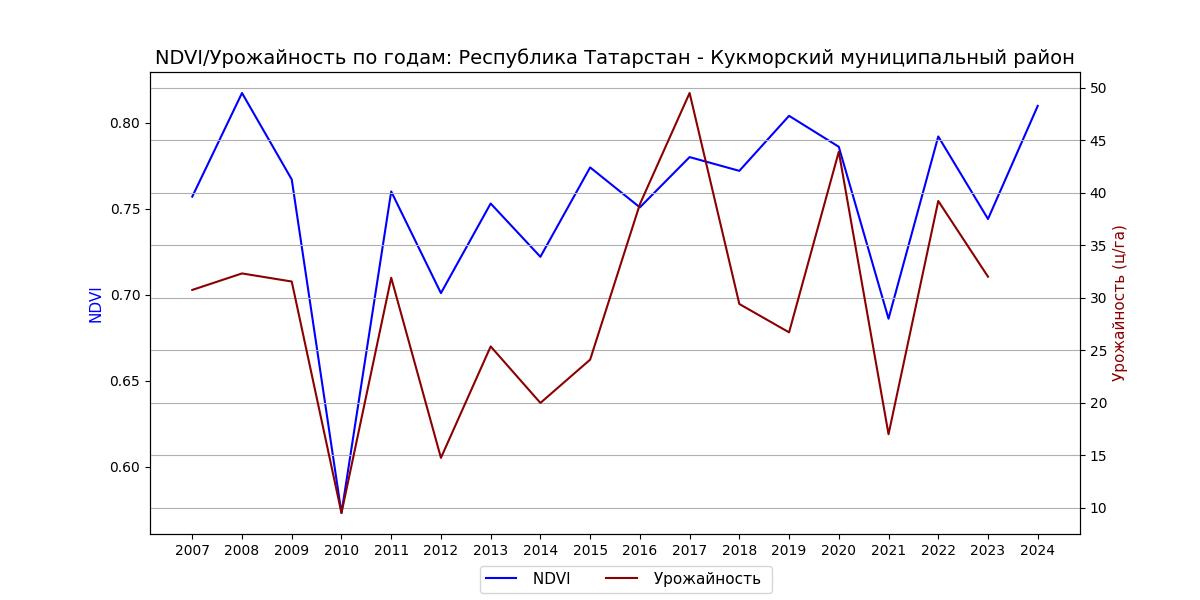 NDVI/Урожайность по годам: Республика Татарстан - Кукморский муниципальный район
0.80
0.75
0.70
0.65
0.60
NDVI
50
45
40
35
30
25
20
15
10
Урожайность (ц/га)
2007 2008 2009 2010 2011 2012 2013 2014 2015 2016 2017 2018 2019 2020 2021 2022 2023 2024
NDVI Урожайность